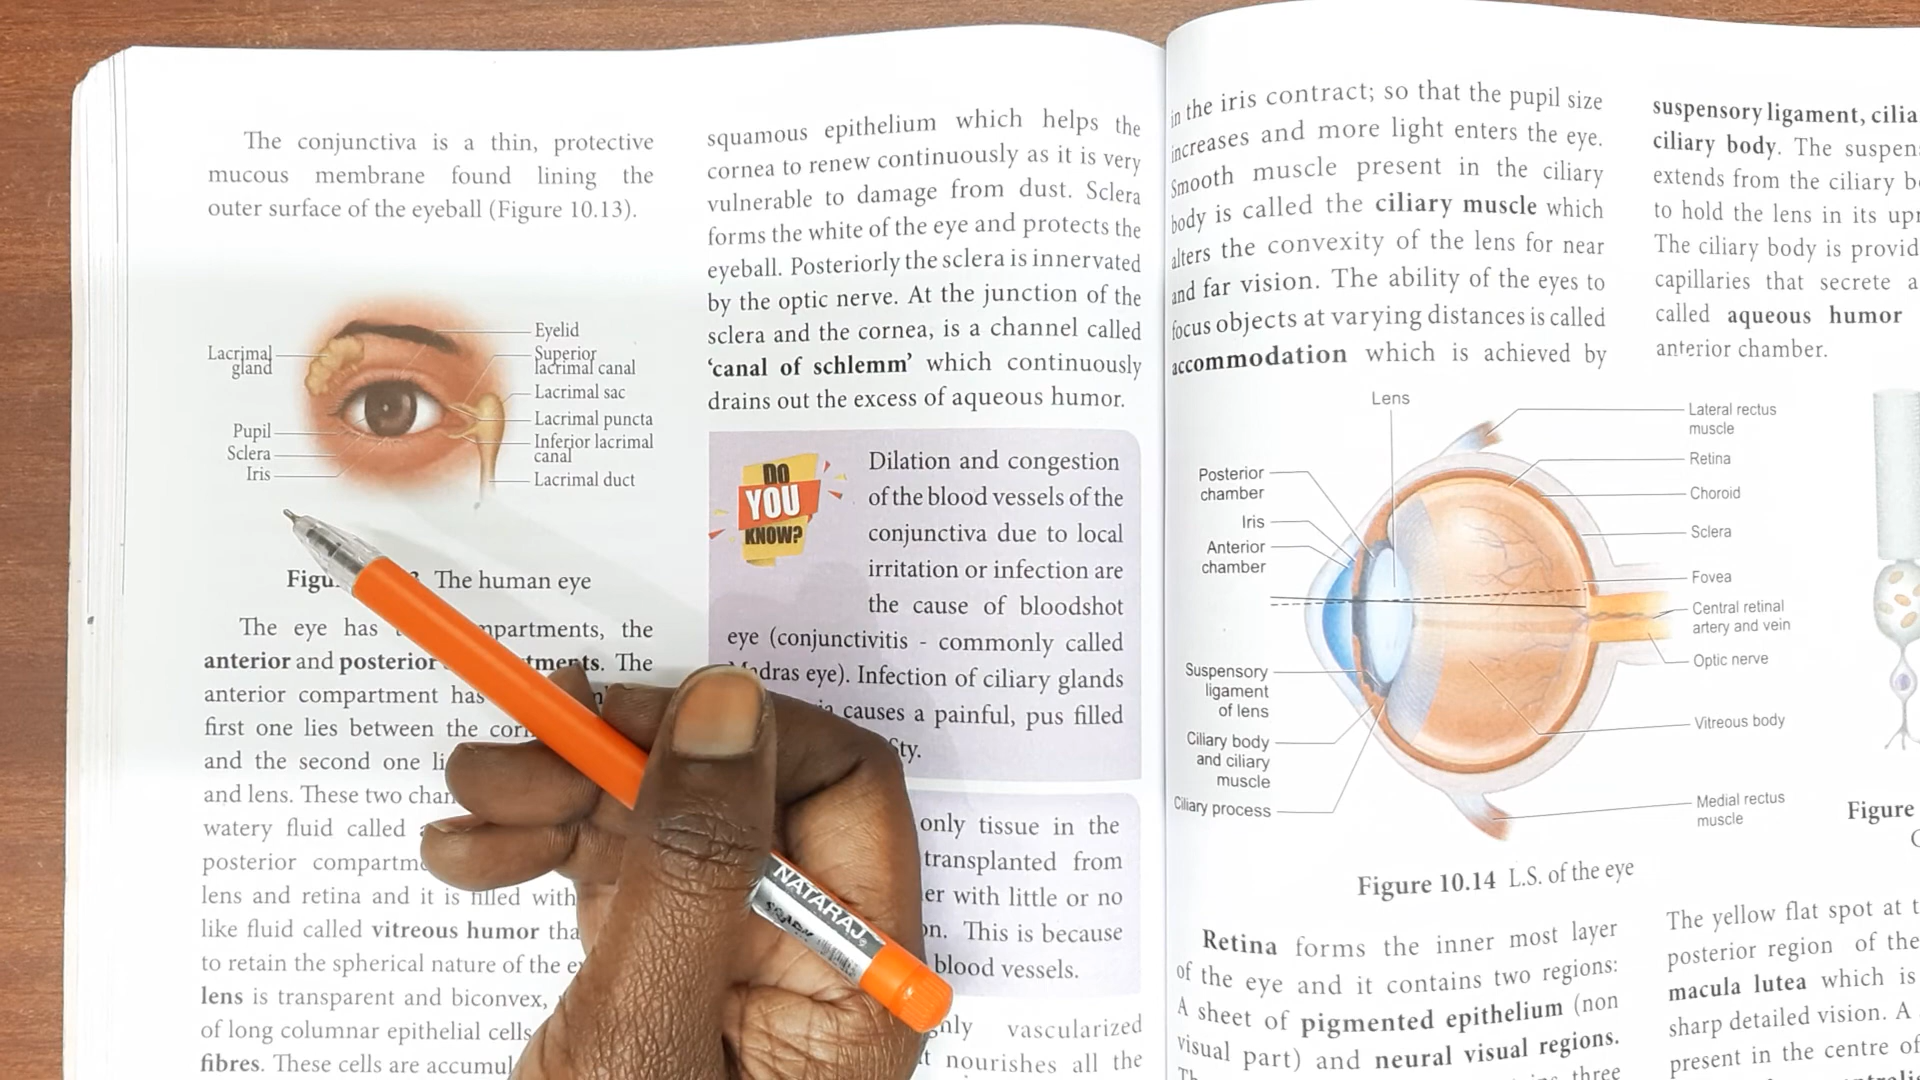 The conjunctiva is a thin, protective
mucous membrane found lining the
outer surface of the eyeball (Figure 10.13).
Eyelid
Superior
lacrimal canal
Lacrimal
gland
Lacrimal sac
Lacrimal puncta
Pupil
Inferior lacrimal
canal
Sclera
Iris
Lacrimal duct
The human eye
The eye has
anterior and posterior The
anterior compartment has
first one lies between the
and the second one
and lens. These two
watery fluid called
posterior
lens and retina and it is filled with
like fluid called vitreous humor
to retain the spherical nature of the
lens is transparent and biconvex,
of long columnar epithelial cells
fibres. These cells are
squamous epithelium which helps the
cornea to renew continuously as it is very
vulnerable to damage from dust. Sclera
forms the white of the eye and protects the
eyeball. Posteriorly the sclera is innervated
by the optic nerve. At the junction of the
sclera and the cornea, is a channel called
‘canal of schlemm’ which continuously
drains out the excess of aqueous humor.
DO
YOU
KNOW?
Dilation and congestion
of the blood vessels of the
conjunctiva due to local
irritation or infection are
the cause of bloodshot
eye (conjunctivitis - commonly called
Madras eye). Infection of ciliary glands
causes a painful, pus filled
only tissue in the
transplanted from
with little or no
This is because
blood vessels.
vascularized
nourishes all the
NATARAJ
in the iris contract; so that the pupil size
increases and more light enters the eye.
Smooth muscle present in the ciliary
body is called the ciliary muscle which
alters the convexity of the lens for near
and far vision. The ability of the eyes to
focus objects at varying distances is called
accommodation which is achieved by
Lens
Lateral rectus
muscle
Retina
Posterior
chamber
Choroid
Iris
Sclera
Anterior
chamber
Fovea
Central retinal
artery and vein
Optic nerve
Suspensory
ligament
of lens
Vitreous body
Ciliary body
and ciliary
muscle
Ciliary process
Medial rectus
muscle
Figure 10.14 L.S. of the eye
Retina forms the inner most layer
of the eye and it contains two regions:
A sheet of pigmented epithelium (non
visual part) and neural visual regions.
three
suspensory ligament,
ciliary body. The
extends from the ciliary
to hold the lens in its
The ciliary body is
capillaries that secrete a
called aqueous humor
anterior chamber.
Figure
The yellow flat spot at
posterior region of the
macula lutea which is
sharp detailed vision. A
present in the centre of